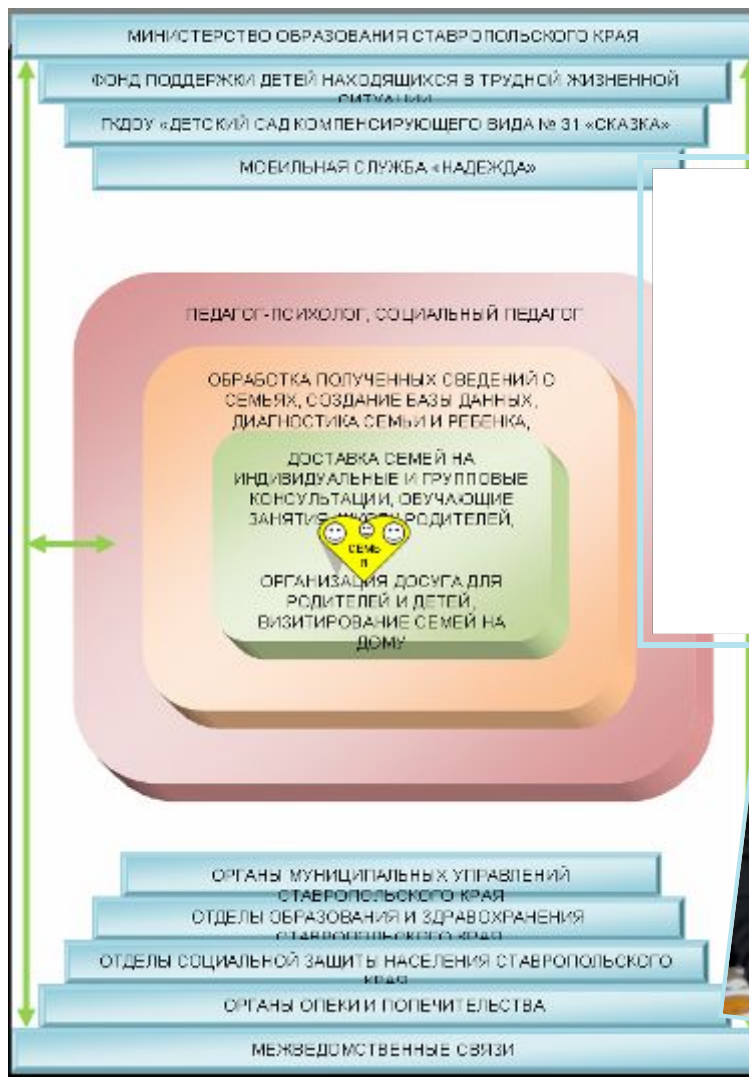 МИНИСТЕРСТВО ОБРАЗОВАНИЯ СТАВРОПОЛЬСКОГО КРАЯ
ФОНД ПОДДЕРЖКИ ДЕТЕЙ НАХОДЯЩИХСЯ В ТРУДНОЙ ЖИЗНЕННОЙ
СИТУАЦИИ
ГКДОУ «ДЕТСКИЙ САД КОМПЕНСИРУЮЩЕГО ВИДА № 31 «СКАЗКА»
МОБИЛЬНАЯ СЛУЖБА «НАДЕЖДА»
ПЕДАГОГ-ПСИХОЛОГ, СОЦИАЛЬНЫЙ ПЕДАГОГ
ОБРАБОТКА ПОЛУЧЕННЫХ СВЕДЕНИЙ О
СЕМЬЯХ, СОЗДАНИЕ БАЗЫ ДАННЫХ,
ДИАГНОСТИКА СЕМЬИ И РЕБЕНКА,
ДОСТАВКА СЕМЕЙ НА
ИНДИВИДУАЛЬНЫЕ И ГРУППОВЫЕ
КОНСУЛЬТАЦИИ, ОБУЧАЮЩИЕ
ЗАНЯТИЯ РОДИТЕЛЕЙ,
СЕМЬ
Я
ОРГАНИЗАЦИЯ ДОСУГА ДЛЯ
РОДИТЕЛЕЙ И ДЕТЕЙ,
ВИЗИТИРОВАНИЕ СЕМЕЙ НА
ДОМУ
ОРГАНЫ МУНИЦИПАЛЬНЫХ УПРАВЛЕНИЙ
СТАВРОПОЛЬСКОГО КРАЯ
ОТДЕЛЫ ОБРАЗОВАНИЯ И ЗДРАВОХРАНЕНИЯ
СТАВРОПОЛЬСКОГО КРАЯ
ОТДЕЛЫ СОЦИАЛЬНОЙ ЗАЩИТЫ НАСЕЛЕНИЯ СТАВРОПОЛЬСКОГО
КРАЯ
ОРГАНЫ ОПЕКИ И ПОПЕЧИТЕЛЬСТВА
МЕЖВЕДОМСТВЕННЫЕ СВЯЗИ